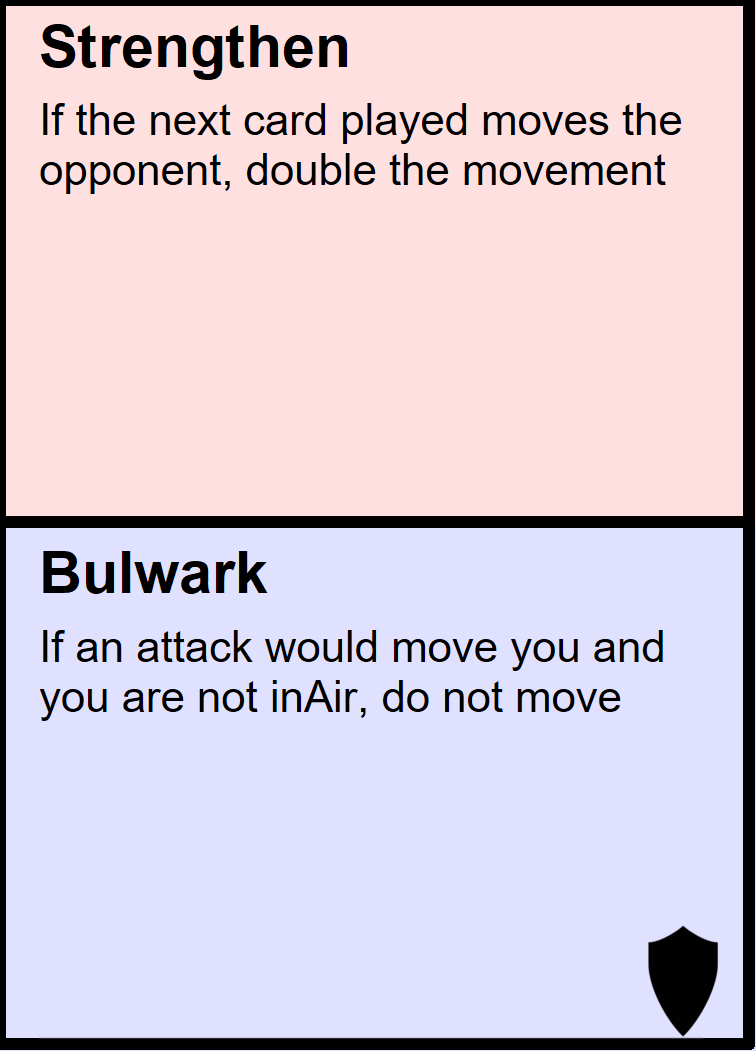 Strengthen
If the next card played moves the
opponent, double the movement
Bulwark
If an attack would move you and
you are not inAir, do not move